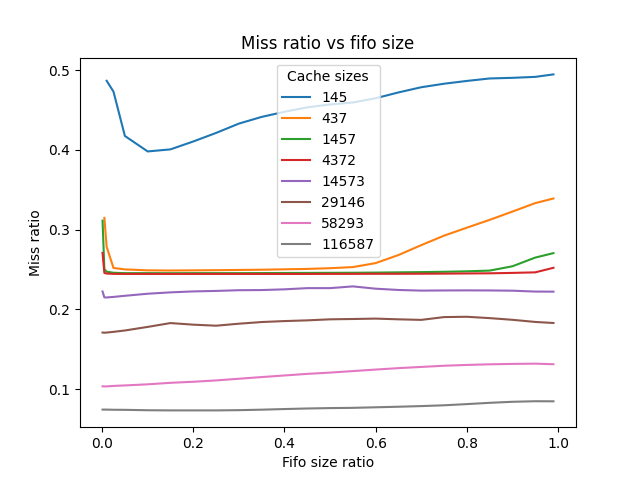 Miss ratio vs fifo size
Cache sizes
145
437
1457
4372
14573
29146
58293
116587
Miss ratio
0.5
0.4
0.3
0.2
0.1
0.0 0.2 0.4 0.6 0.8 1.0
Fifo size ratio